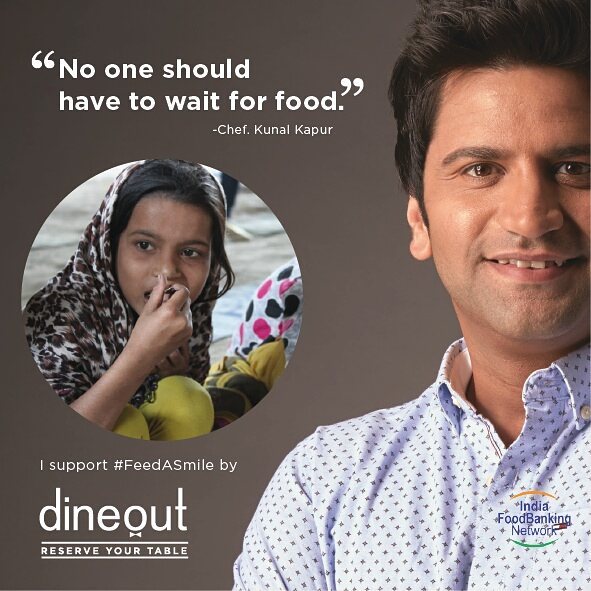 “No one should
have to wait for food.”
-Chef. Kunal Kapur
I support #FeedASmile by
dineout
RESERVE YOUR TABLE
India
FoodBanking
Network